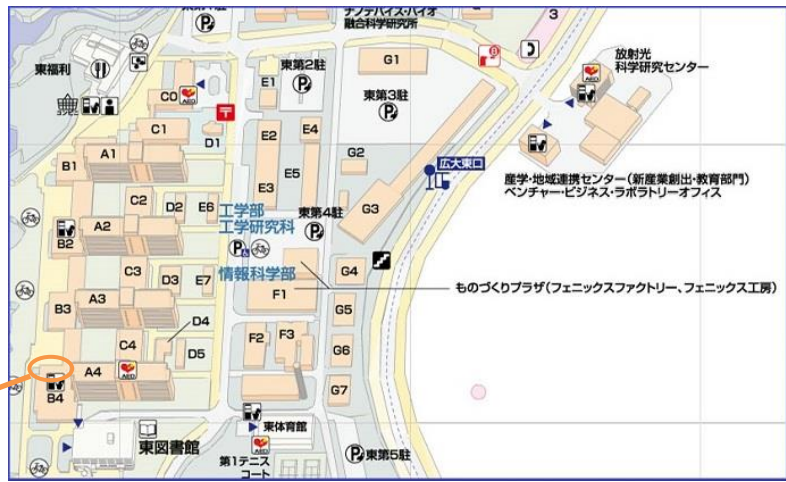 東第1駐
ナノデバイス・バイオ
融合科学研究所
3
東福利
C0
AED
E1
東第2駐
P
G1
東第3駐
P
放射光
科学研究センター
AED
C1
D1
E2
E4
B1
A1
E5
G2
広大東口
産学・地域連携センター(新産業創出・教育部門)
ベンチャー・ビジネス・ラボラトリーオフィス
C2
D2
E6
E3
工学部
工学研究科
東第4駐
P
G3
B2
A2
P
情報科学部
C3
D3
E7
G4
F1
ものづくりプラザ(フェニックスファクトリー、フェニックス工房)
B3
A3
D4
G5
C4
D5
F2
F3
G6
A4
AED
B4
G7
東図書館
東体育館
AED
第1テニス
コート
P
東第5駐